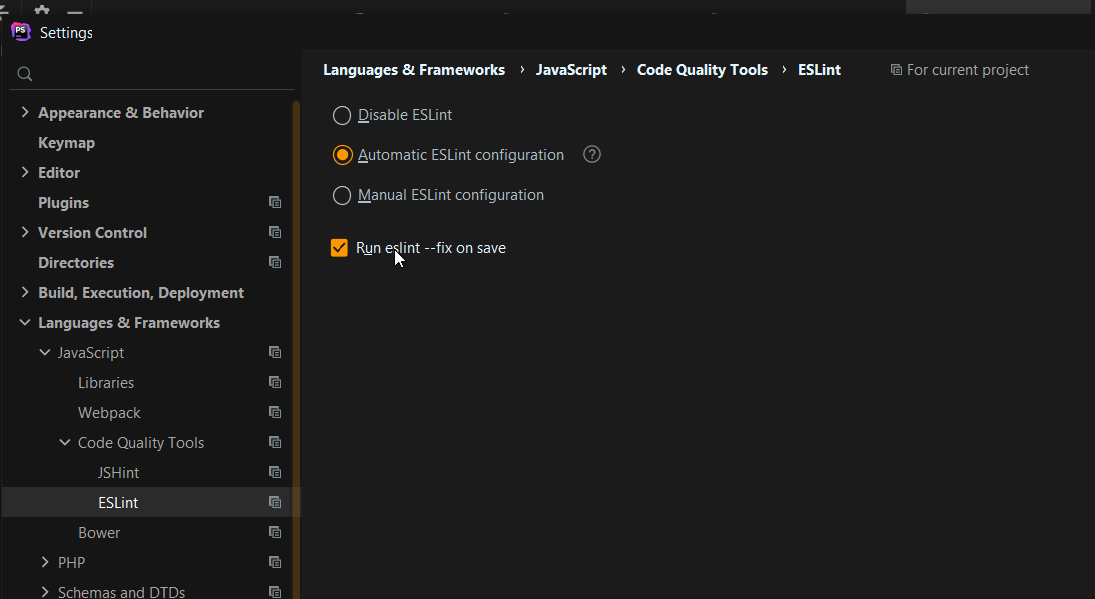 PS Settings
Languages & Frameworks › JavaScript › Code Quality Tools › ESLint For current project
Appearance & Behavior
Keymap
Editor
Plugins
Version Control
Directories
Build, Execution, Deployment
Languages & Frameworks
JavaScript
Libraries
Webpack
Code Quality Tools
JSHint
ESLint
Bower
PHP
Schemas and DTDs
Disable ESLint
Automatic ESLint configuration ?
Manual ESLint configuration
Run eslint --fix on save